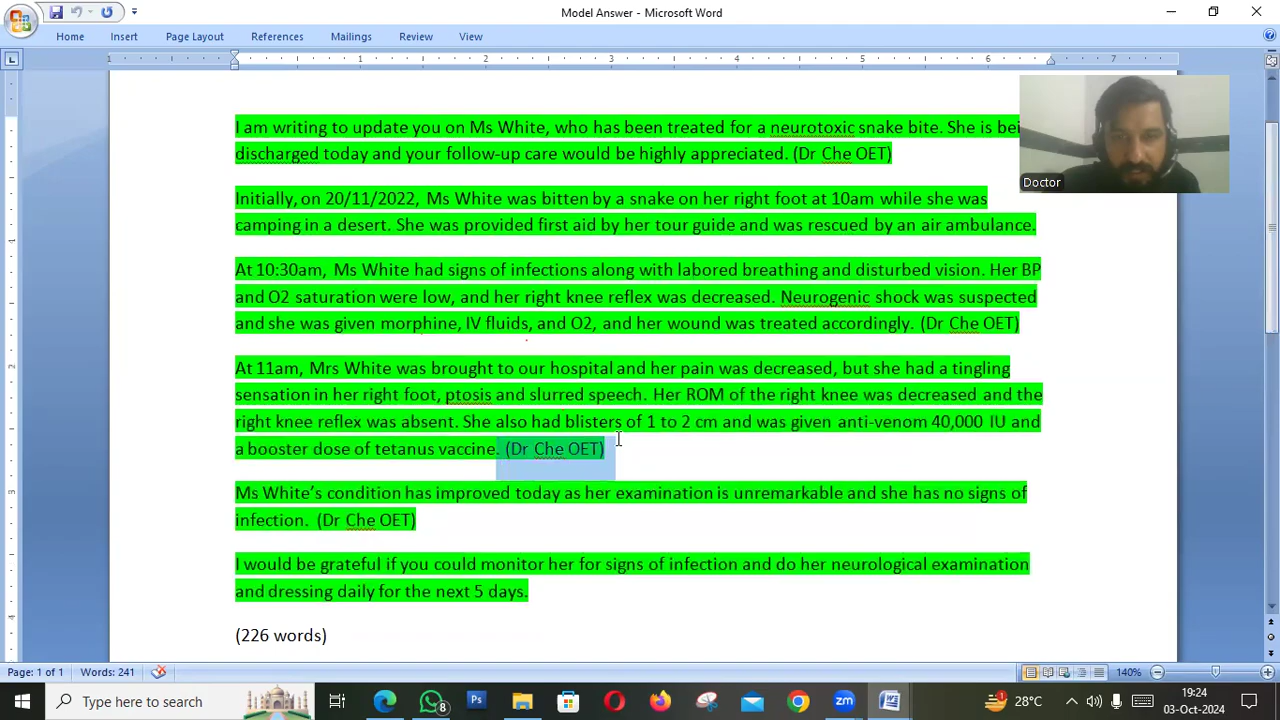 Model Answer - Microsoft Word
Home Insert Page Layout References Mailings Review View
1 1 2 3 4 5 6 7
I am writing to update you on Ms White, who has been treated for a neurotoxic snake bite. She is bei
discharged today and your follow-up care would be highly appreciated. (Dr Che OET)
Doctor
Initially, on 20/11/2022, Ms White was bitten by a snake on her right foot at 10am while she was
camping in a desert. She was provided first aid by her tour guide and was rescued by an air ambulance.
At 10:30am, Ms White had signs of infections along with labored breathing and disturbed vision. Her BP
and O2 saturation were low, and her right knee reflex was decreased. Neurogenic shock was suspected
and she was given morphine, IV fluids, and O2, and her wound was treated accordingly. (Dr Che OET)
At 11am, Mrs White was brought to our hospital and her pain was decreased, but she had a tingling
sensation in her right foot, ptosis and slurred speech. Her ROM of the right knee was decreased and the
right knee reflex was absent. She also had blisters of 1 to 2 cm and was given anti-venom 40,000 IU and
a booster dose of tetanus vaccine. (Dr Che OET)
Ms White’s condition has improved today as her examination is unremarkable and she has no signs of
infection. (Dr Che OET)
I would be grateful if you could monitor her for signs of infection and do her neurological examination
and dressing daily for the next 5 days.
(226 words)
Page: 1 of 1 Words: 241 140%
Type here to search Ps 8 zm W 1 28°C 19:24
03-Oct-2024